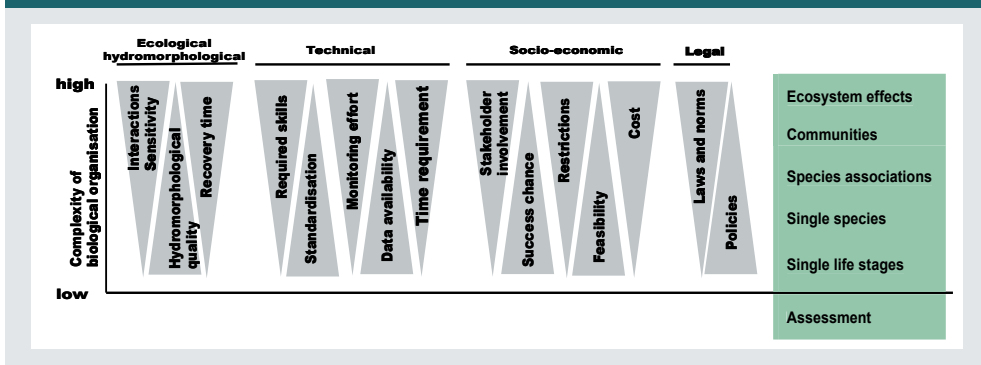 Ecological
hydromorphological
Technical
Socio-economic
Legal
high
Complexity of
biological organisation
low
Interactions
Sensitivity
Hydromorphological
quality
Recovery time
Required skills
Standardisation
Monitoring effort
Data availability
Time requirement
Stakeholder
involvement
Success chance
Restrictions
Feasibility
Cost
Laws and norms
Policies
Ecosystem effects
Communities
Species associations
Single species
Single life stages
Assessment